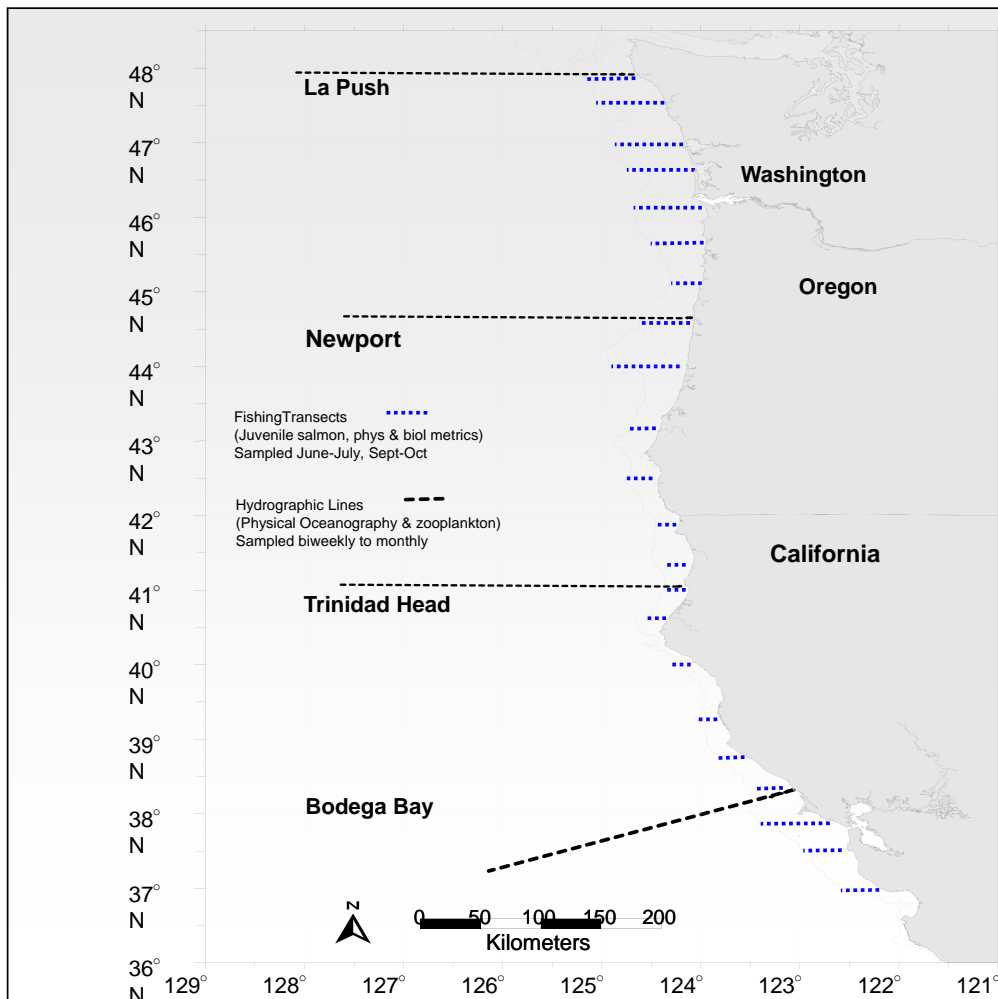 48°
N
La Push
47°
N
Washington
46°
N
Oregon
45°
N
Newport
44°
N
FishingTransects
(Juvenile salmon, phys & biol metrics)
Sampled June-July, Sept-Oct
43°
N
Hydrographic Lines
(Physical Oceanography & zooplankton)
Sampled biweekly to monthly
42°
N
California
41°
N
Trinidad Head
40°
N
39°
N
Bodega Bay
38°
N
37°
N
N
0 50 100 150 200
Kilometers
36°
N
129° 128° 127° 126° 125° 124° 123° 122° 121°